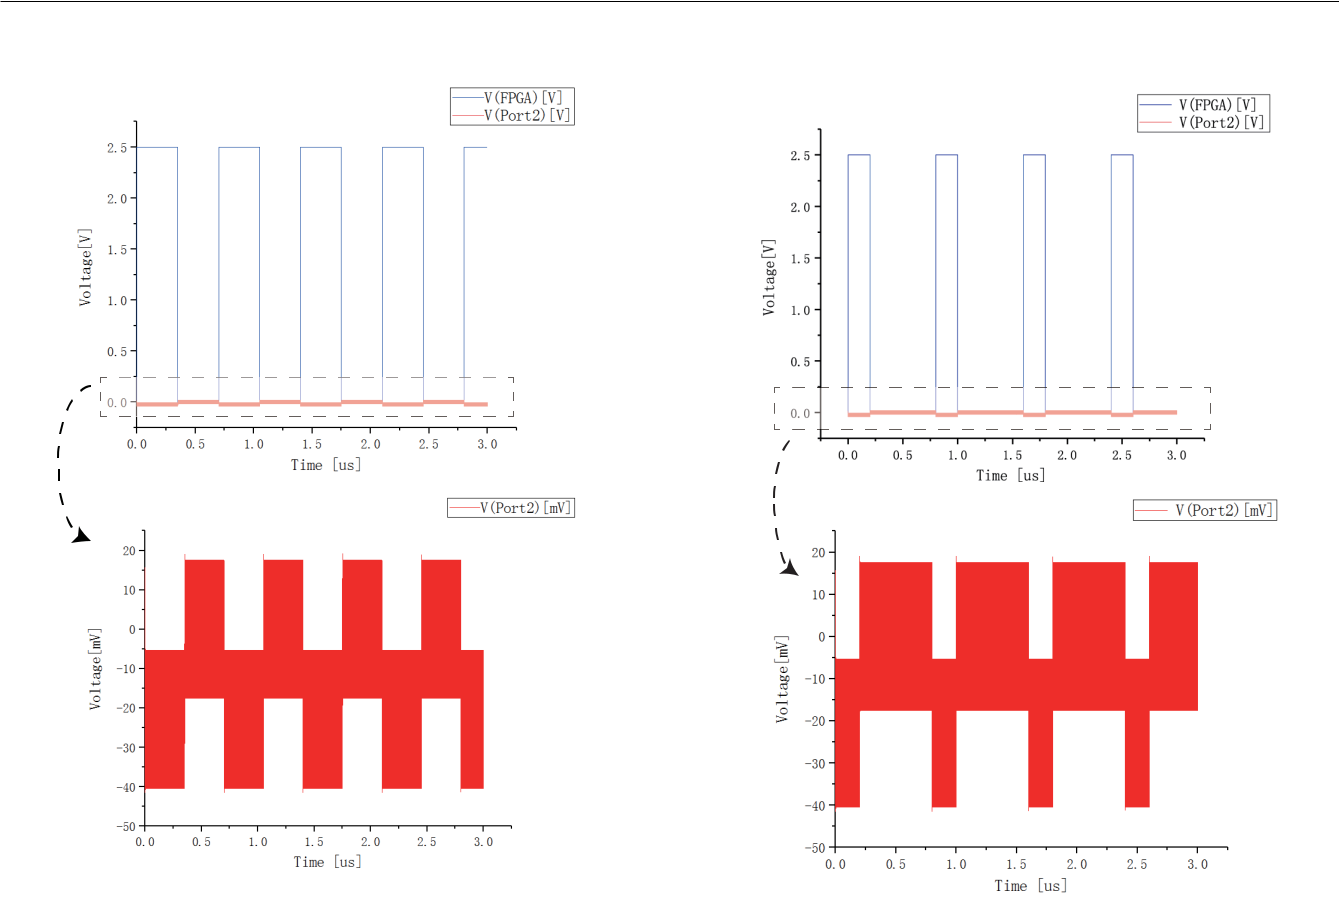 V(FPGA)[V]
V(Port2)[V]
2.5
2.0
1.5
1.0
0.5
0.0
Voltage[V]
0.0 0.5 1.0 1.5 2.0 2.5 3.0
Time [us]
V(Port2)[mV]
20
10
0
-10
-20
-30
-40
-50
Voltage[mV]
0.0 0.5 1.0 1.5 2.0 2.5 3.0
Time [us]
V(FPGA)[V]
V(Port2)[V]
2.5
2.0
1.5
1.0
0.5
0.0
Voltage[V]
0.0 0.5 1.0 1.5 2.0 2.5 3.0
Time [us]
V(Port2)[mV]
20
10
0
-10
-20
-30
-40
-50
Voltage[mV]
0.0 0.5 1.0 1.5 2.0 2.5 3.0
Time [us]